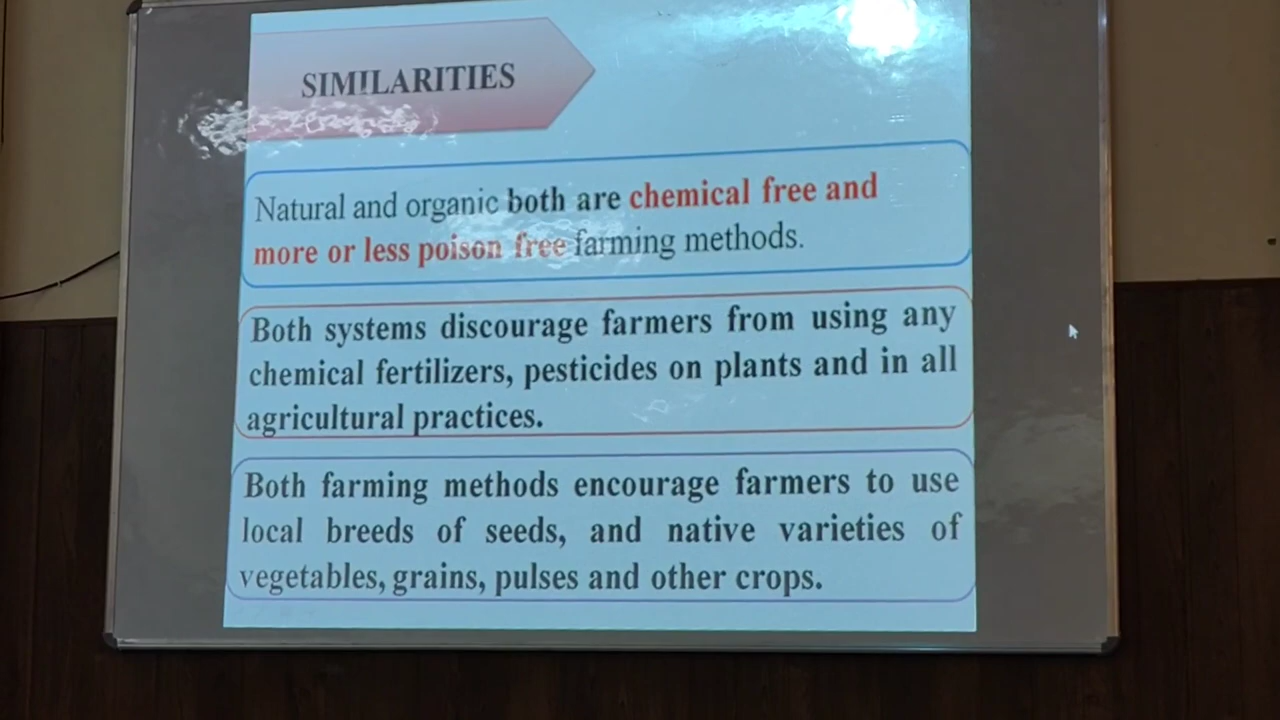 SIMILARITIES
Natural and organic both are chemical free and
more or less poison free farming methods.
Both systems discourage farmers from using any
chemical fertilizers, pesticides on plants and in all
agricultural practices.
Both farming methods encourage farmers to use
local breeds of seeds, and native varieties of
vegetables, grains, pulses and other crops.